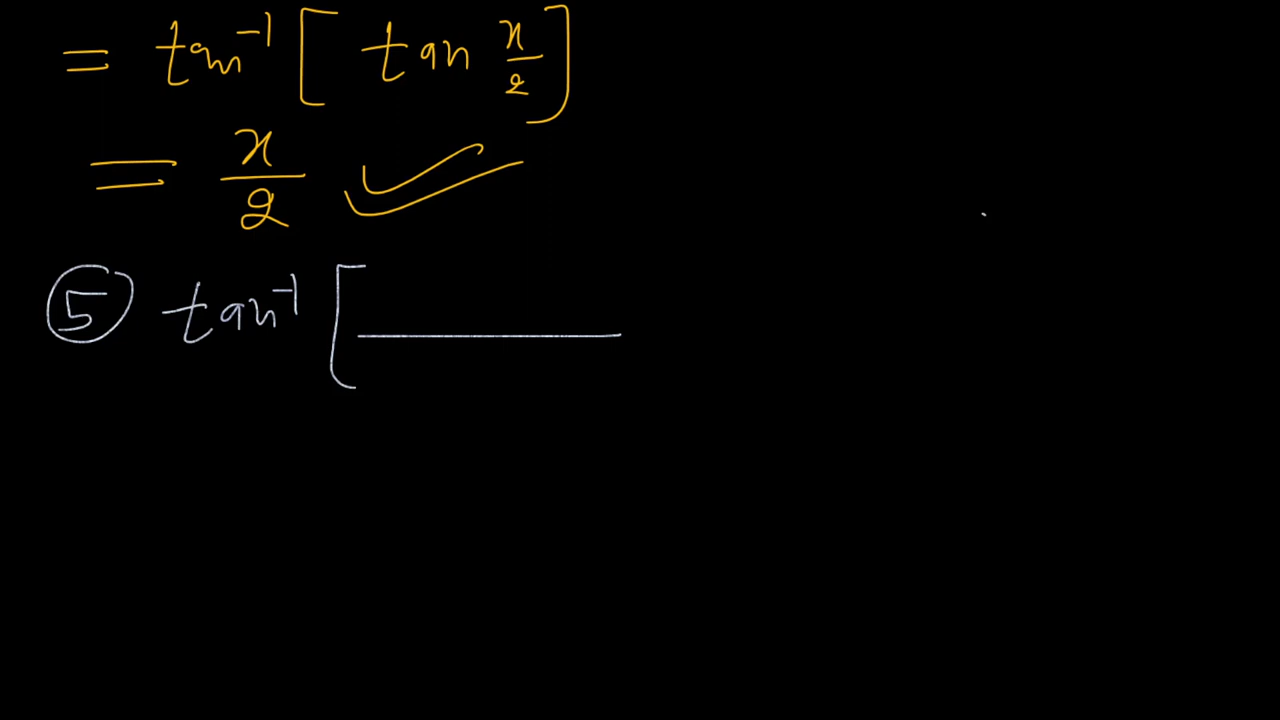 = tan⁻¹ [ tan x/2 ]
= x/2 ✓
⑤ tan⁻¹ [